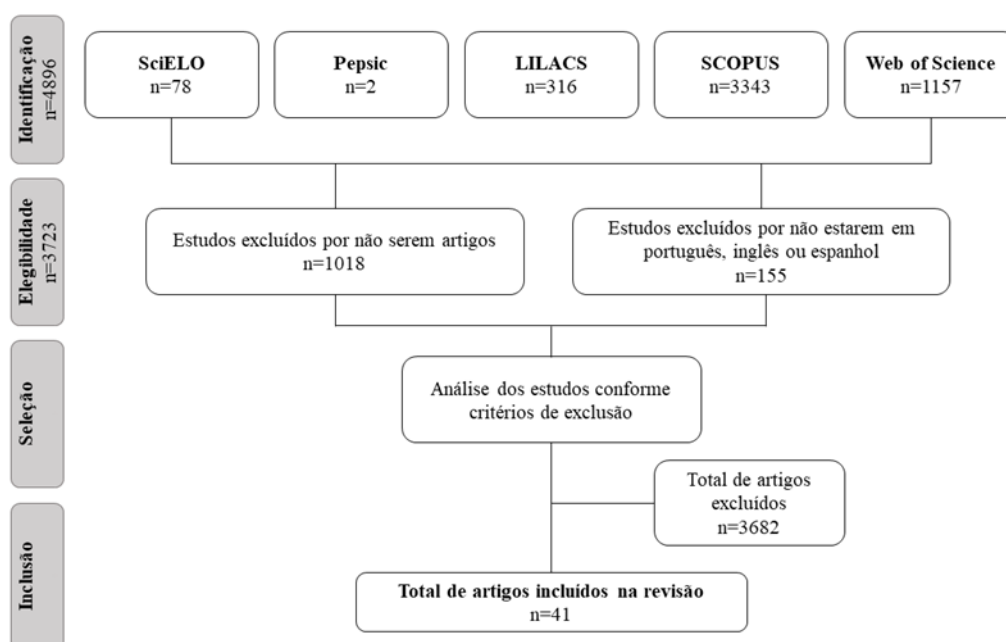 Identificação
n=4896
SciELO
n=78
Pepsic
n=2
LILACS
n=316
SCOPUS
n=3343
Web of Science
n=1157
Elegibilidade
n=3723
Estudos excluídos por não serem artigos
n=1018
Estudos excluídos por não estarem em
português, inglês ou espanhol
n=155
Seleção
Análise dos estudos conforme
critérios de exclusão
Total de artigos
excluídos
n=3682
Inclusão
Total de artigos incluídos na revisão
n=41